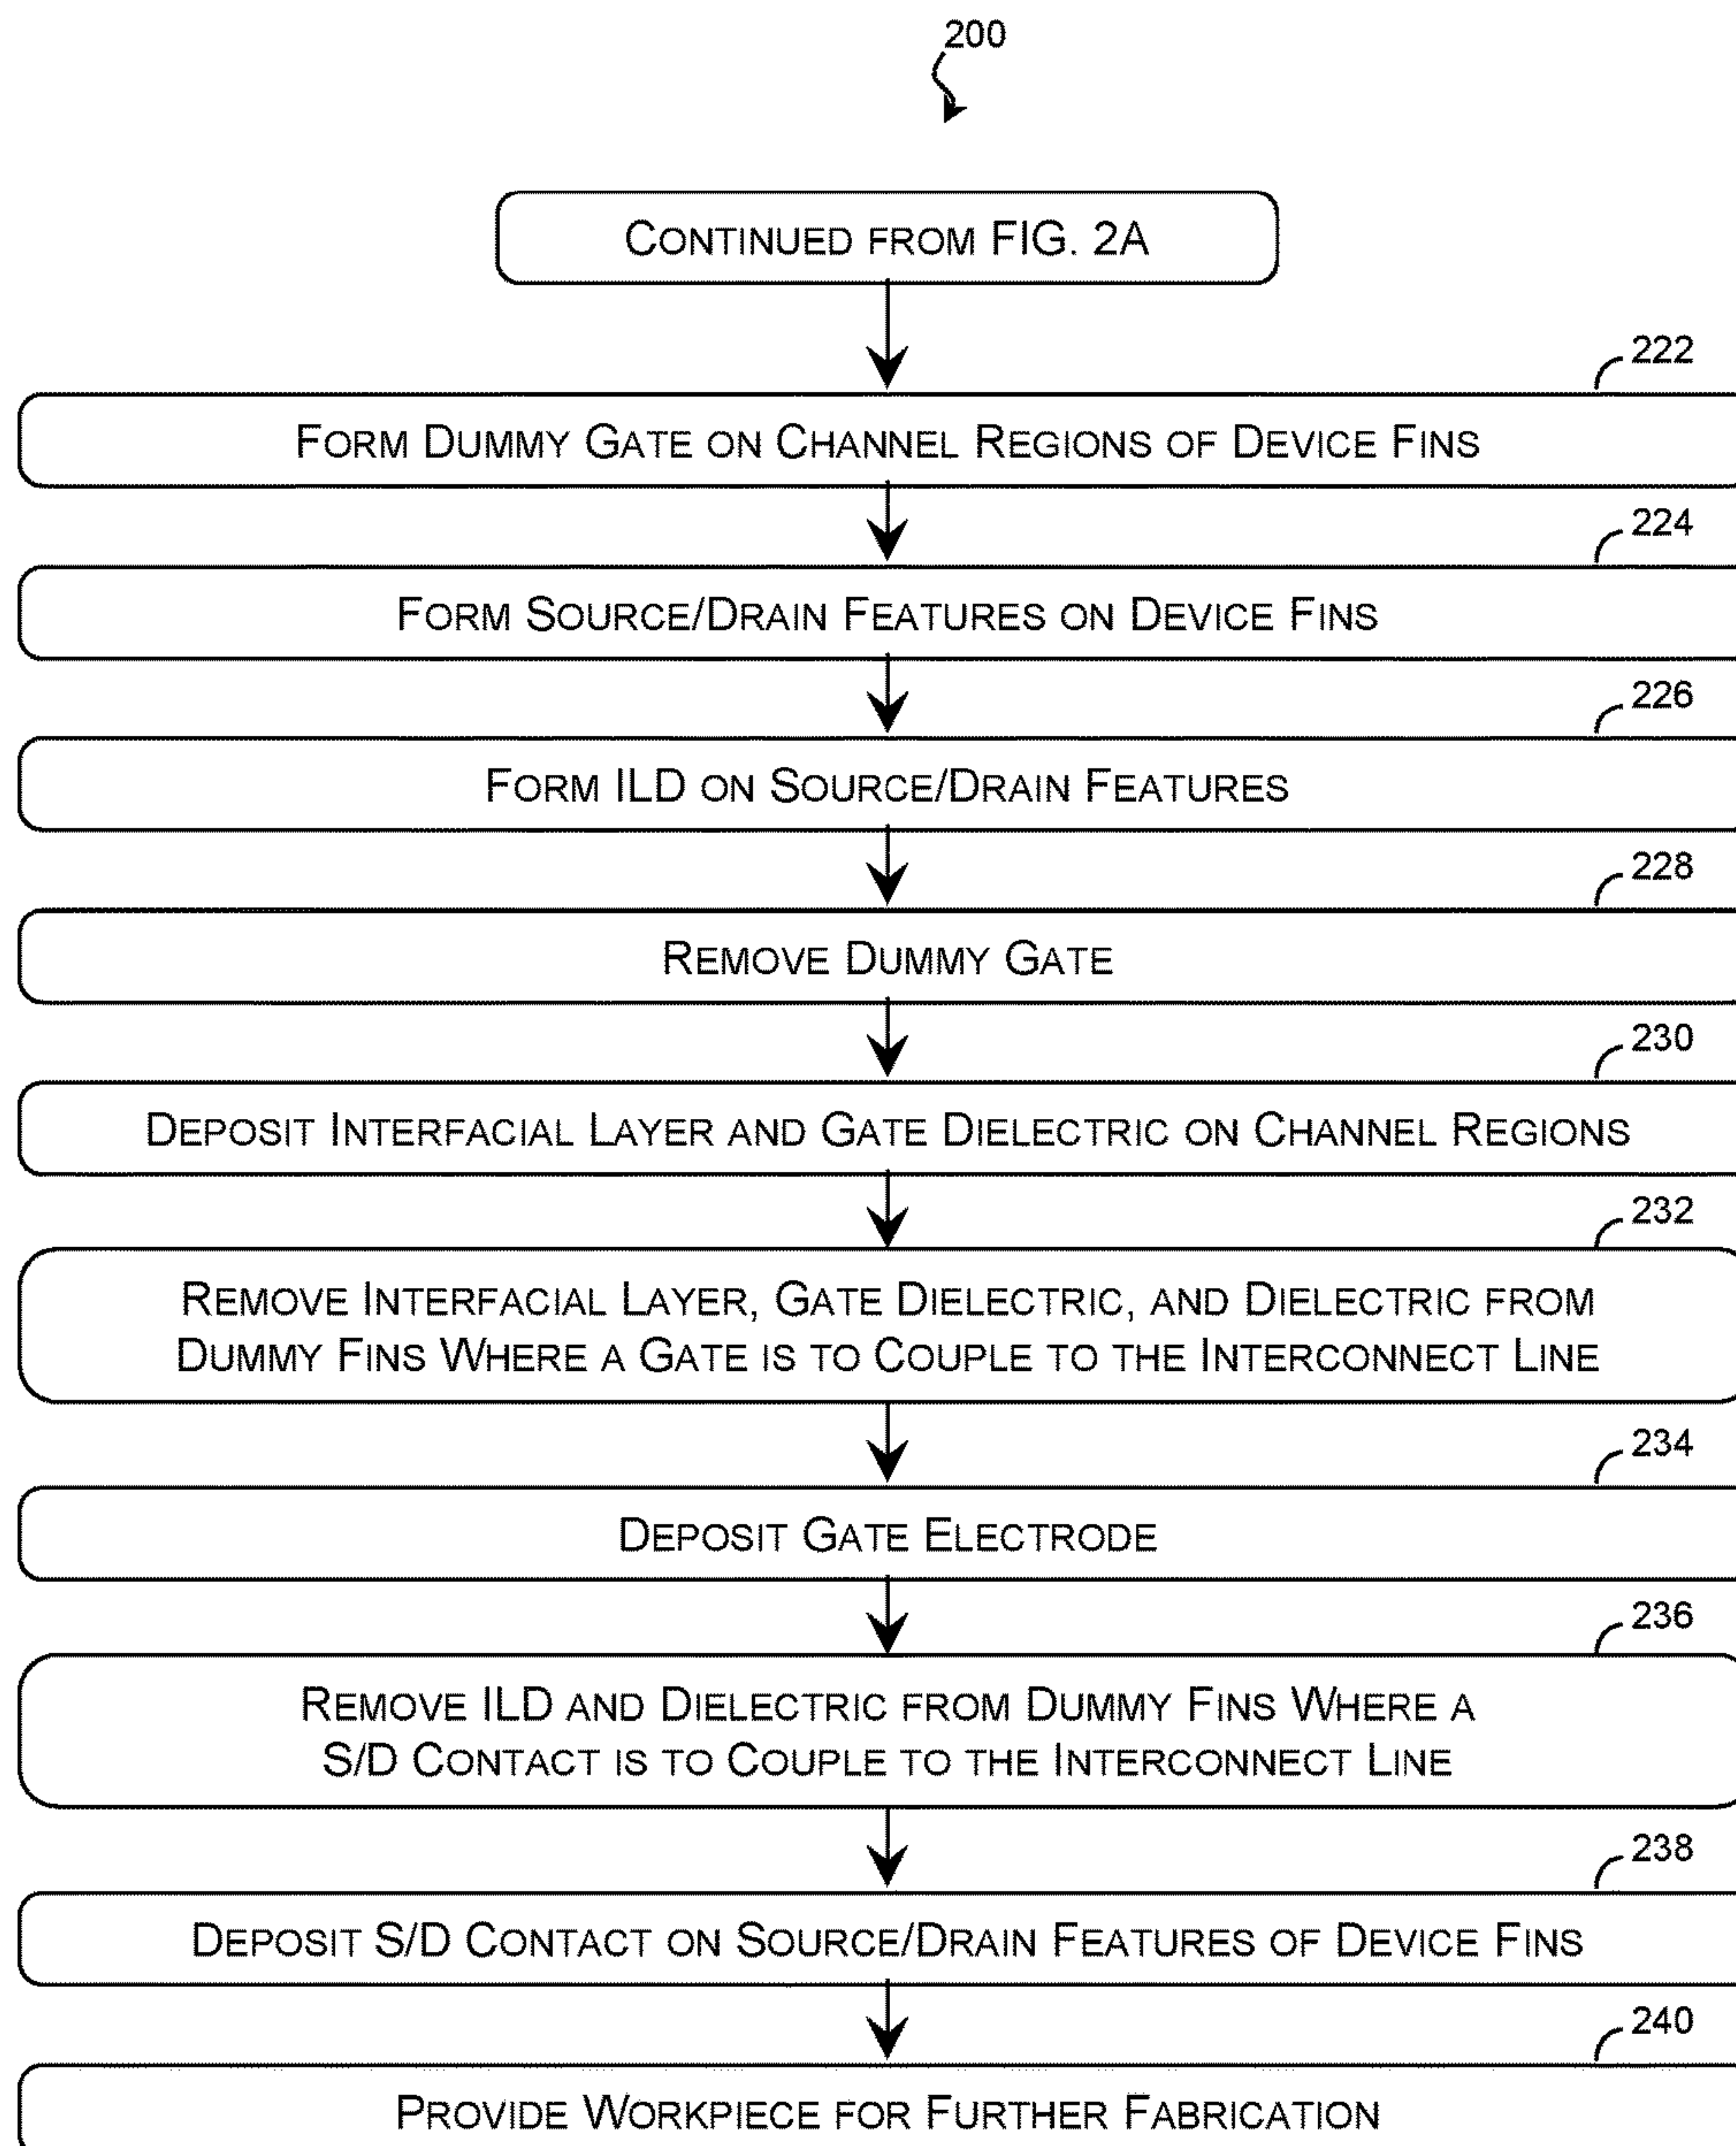 200
CONTINUED FROM FIG. 2A
222
FORM DUMMY GATE ON CHANNEL REGIONS OF DEVICE FINS
224
FORM SOURCE/DRAIN FEATURES ON DEVICE FINS
226
FORM ILD ON SOURCE/DRAIN FEATURES
228
REMOVE DUMMY GATE
230
DEPOSIT INTERFACIAL LAYER AND GATE DIELECTRIC ON CHANNEL REGIONS
232
REMOVE INTERFACIAL LAYER, GATE DIELECTRIC, AND DIELECTRIC FROM
DUMMY FINS WHERE A GATE IS TO COUPLE TO THE INTERCONNECT LINE
234
DEPOSIT GATE ELECTRODE
236
REMOVE ILD AND DIELECTRIC FROM DUMMY FINS WHERE A
S/D CONTACT IS TO COUPLE TO THE INTERCONNECT LINE
238
DEPOSIT S/D CONTACT ON SOURCE/DRAIN FEATURES OF DEVICE FINS
240
PROVIDE WORKPIECE FOR FURTHER FABRICATION